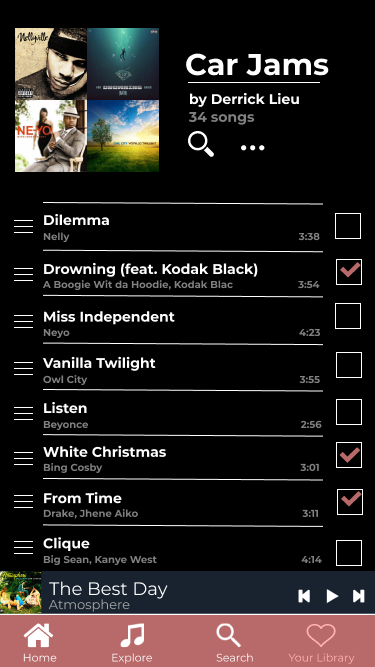 Nellyville
DROWNING
NE-YO
Car Jams
by Derrick Lieu
34 songs
Dilemma
Nelly 3:38
Drowning (feat. Kodak Black)
A Boogie Wit da Hoodie, Kodak Blac 3:54
Miss Independent
Neyo 4:23
Vanilla Twilight
Owl City 3:55
Listen
Beyonce 2:56
White Christmas
Bing Cosby 3:01
From Time
Drake, Jhene Aiko 3:11
Clique
Big Sean, Kanye West 4:14
The Best Day
Atmosphere
Home Explore Search Your Library